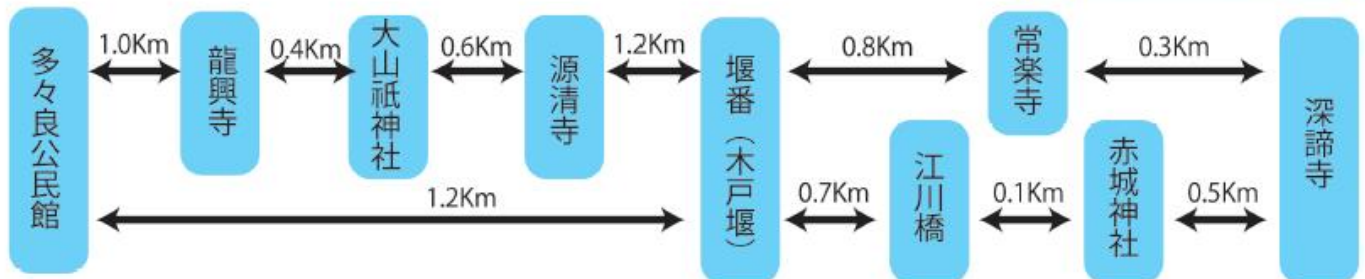 多々良公民館
1.0Km
龍興寺
0.4Km
大山祇神社
0.6Km
源清寺
1.2Km
堰番（木戸堰）
0.8Km
常楽寺
0.3Km
深諦寺
1.2Km
0.7Km
江川橋
0.1Km
赤城神社
0.5Km